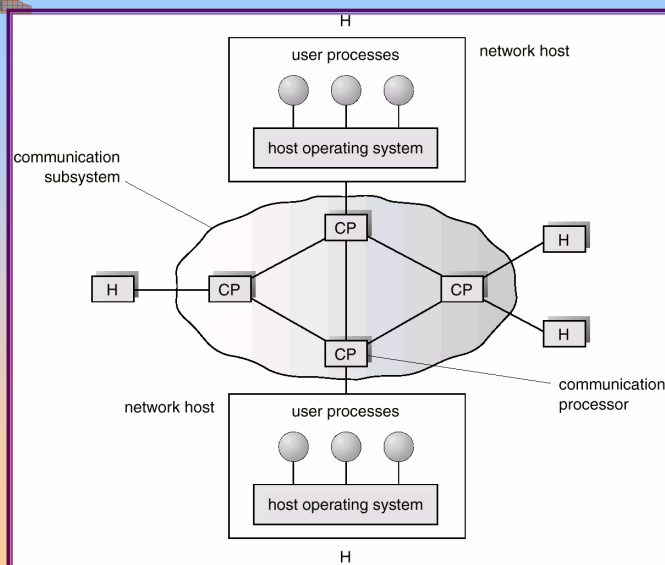 H
network host
user processes
host operating system
communication
subsystem
CP
H
H
CP
CP
H
CP
communication
processor
network host
user processes
host operating system
H